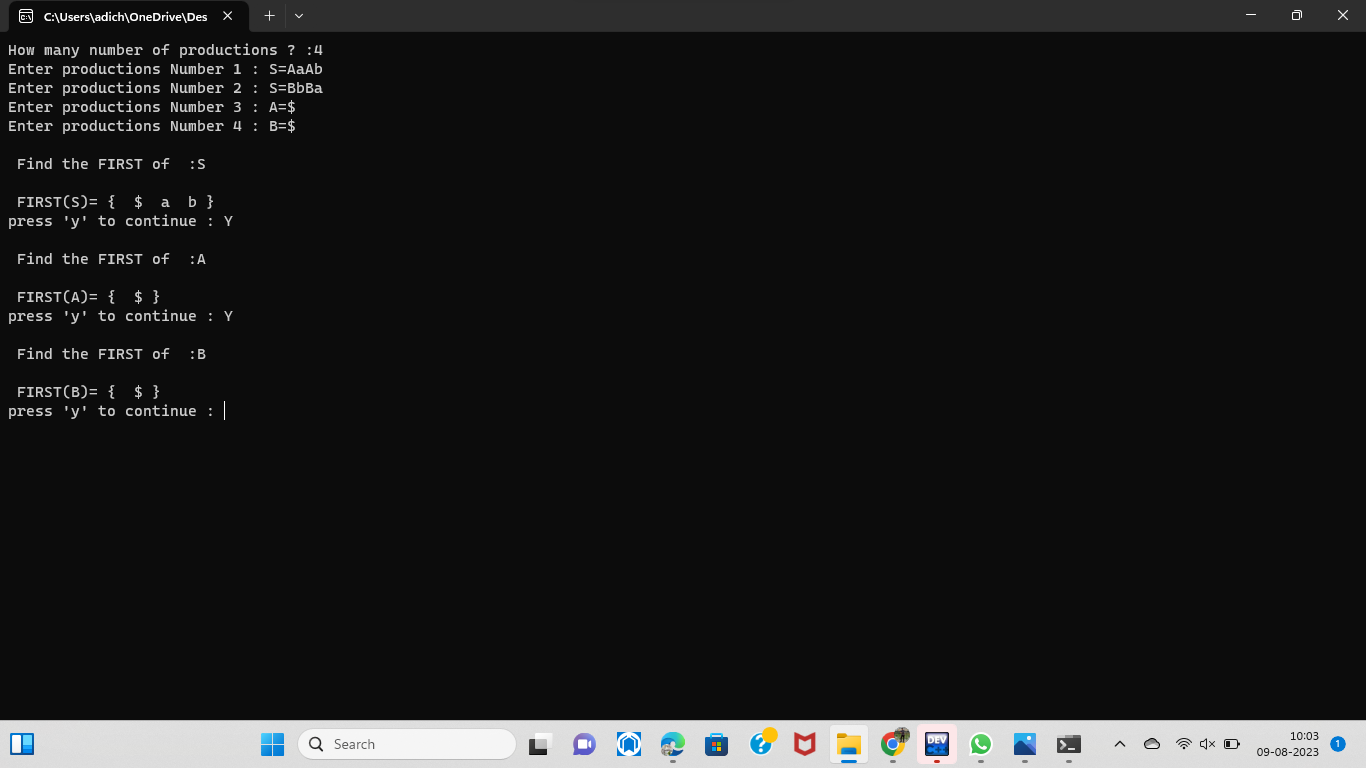 C:\Users\adich\OneDrive\Des
How many number of productions ? :4
Enter productions Number 1 : S=AaAb
Enter productions Number 2 : S=BbBa
Enter productions Number 3 : A=$
Enter productions Number 4 : B=$
Find the FIRST of  :S
FIRST(S)= {  $  a  b }
press 'y' to continue : Y
Find the FIRST of  :A
FIRST(A)= {  $ }
press 'y' to continue : Y
Find the FIRST of  :B
FIRST(B)= {  $ }
press 'y' to continue :
Search
DEV
10:03
09-08-2023
1